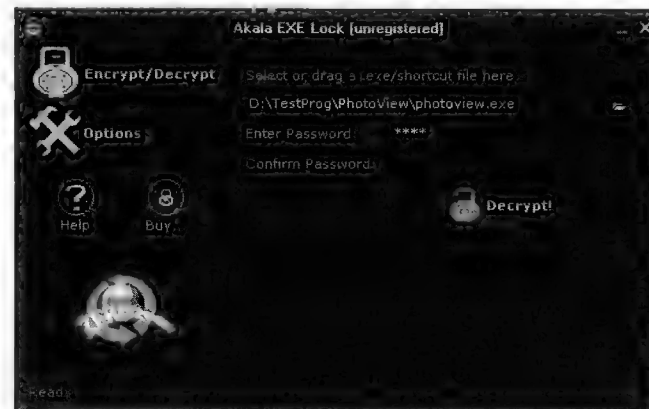 Akala EXE Lock [unregistered]
Encrypt/Decrypt
Select or drag a .exe/shortcut file here:
D:\TestProg\PhotoView\photoview.exe
Options
Enter Password: ****
Confirm Password:
Help
Buy
Decrypt!
Ready